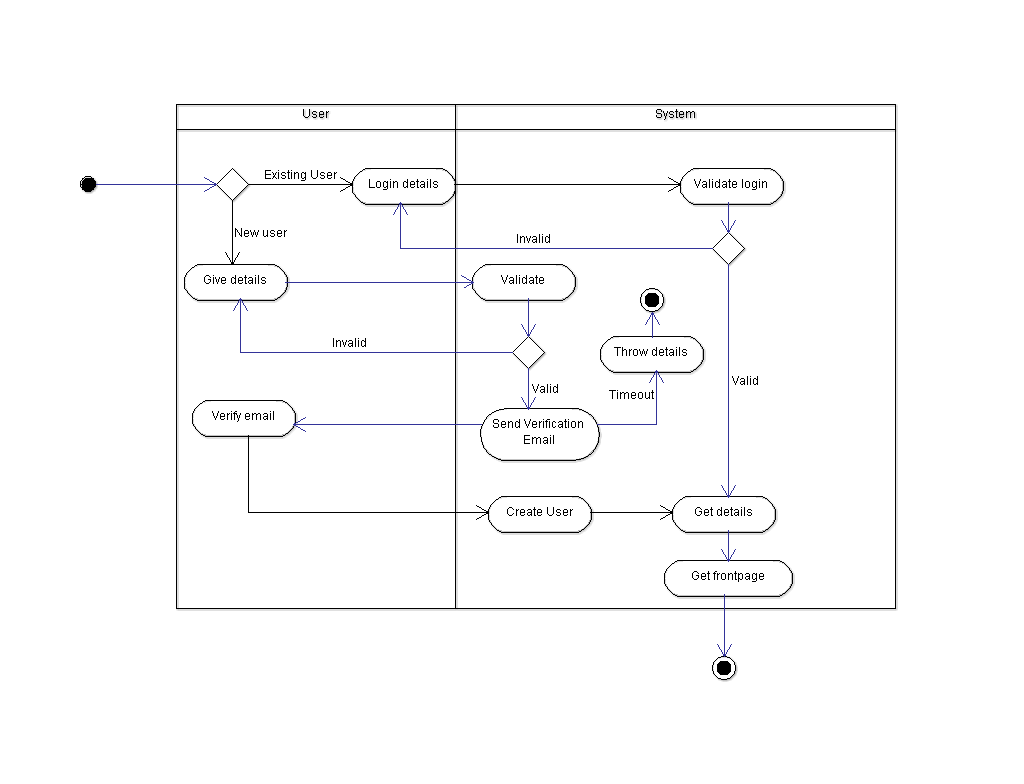 User
System
Existing User
Login details
Validate login
New user
Invalid
Give details
Validate
Invalid
Throw details
Valid
Valid
Timeout
Verify email
Send Verification
Email
Create User
Get details
Get frontpage